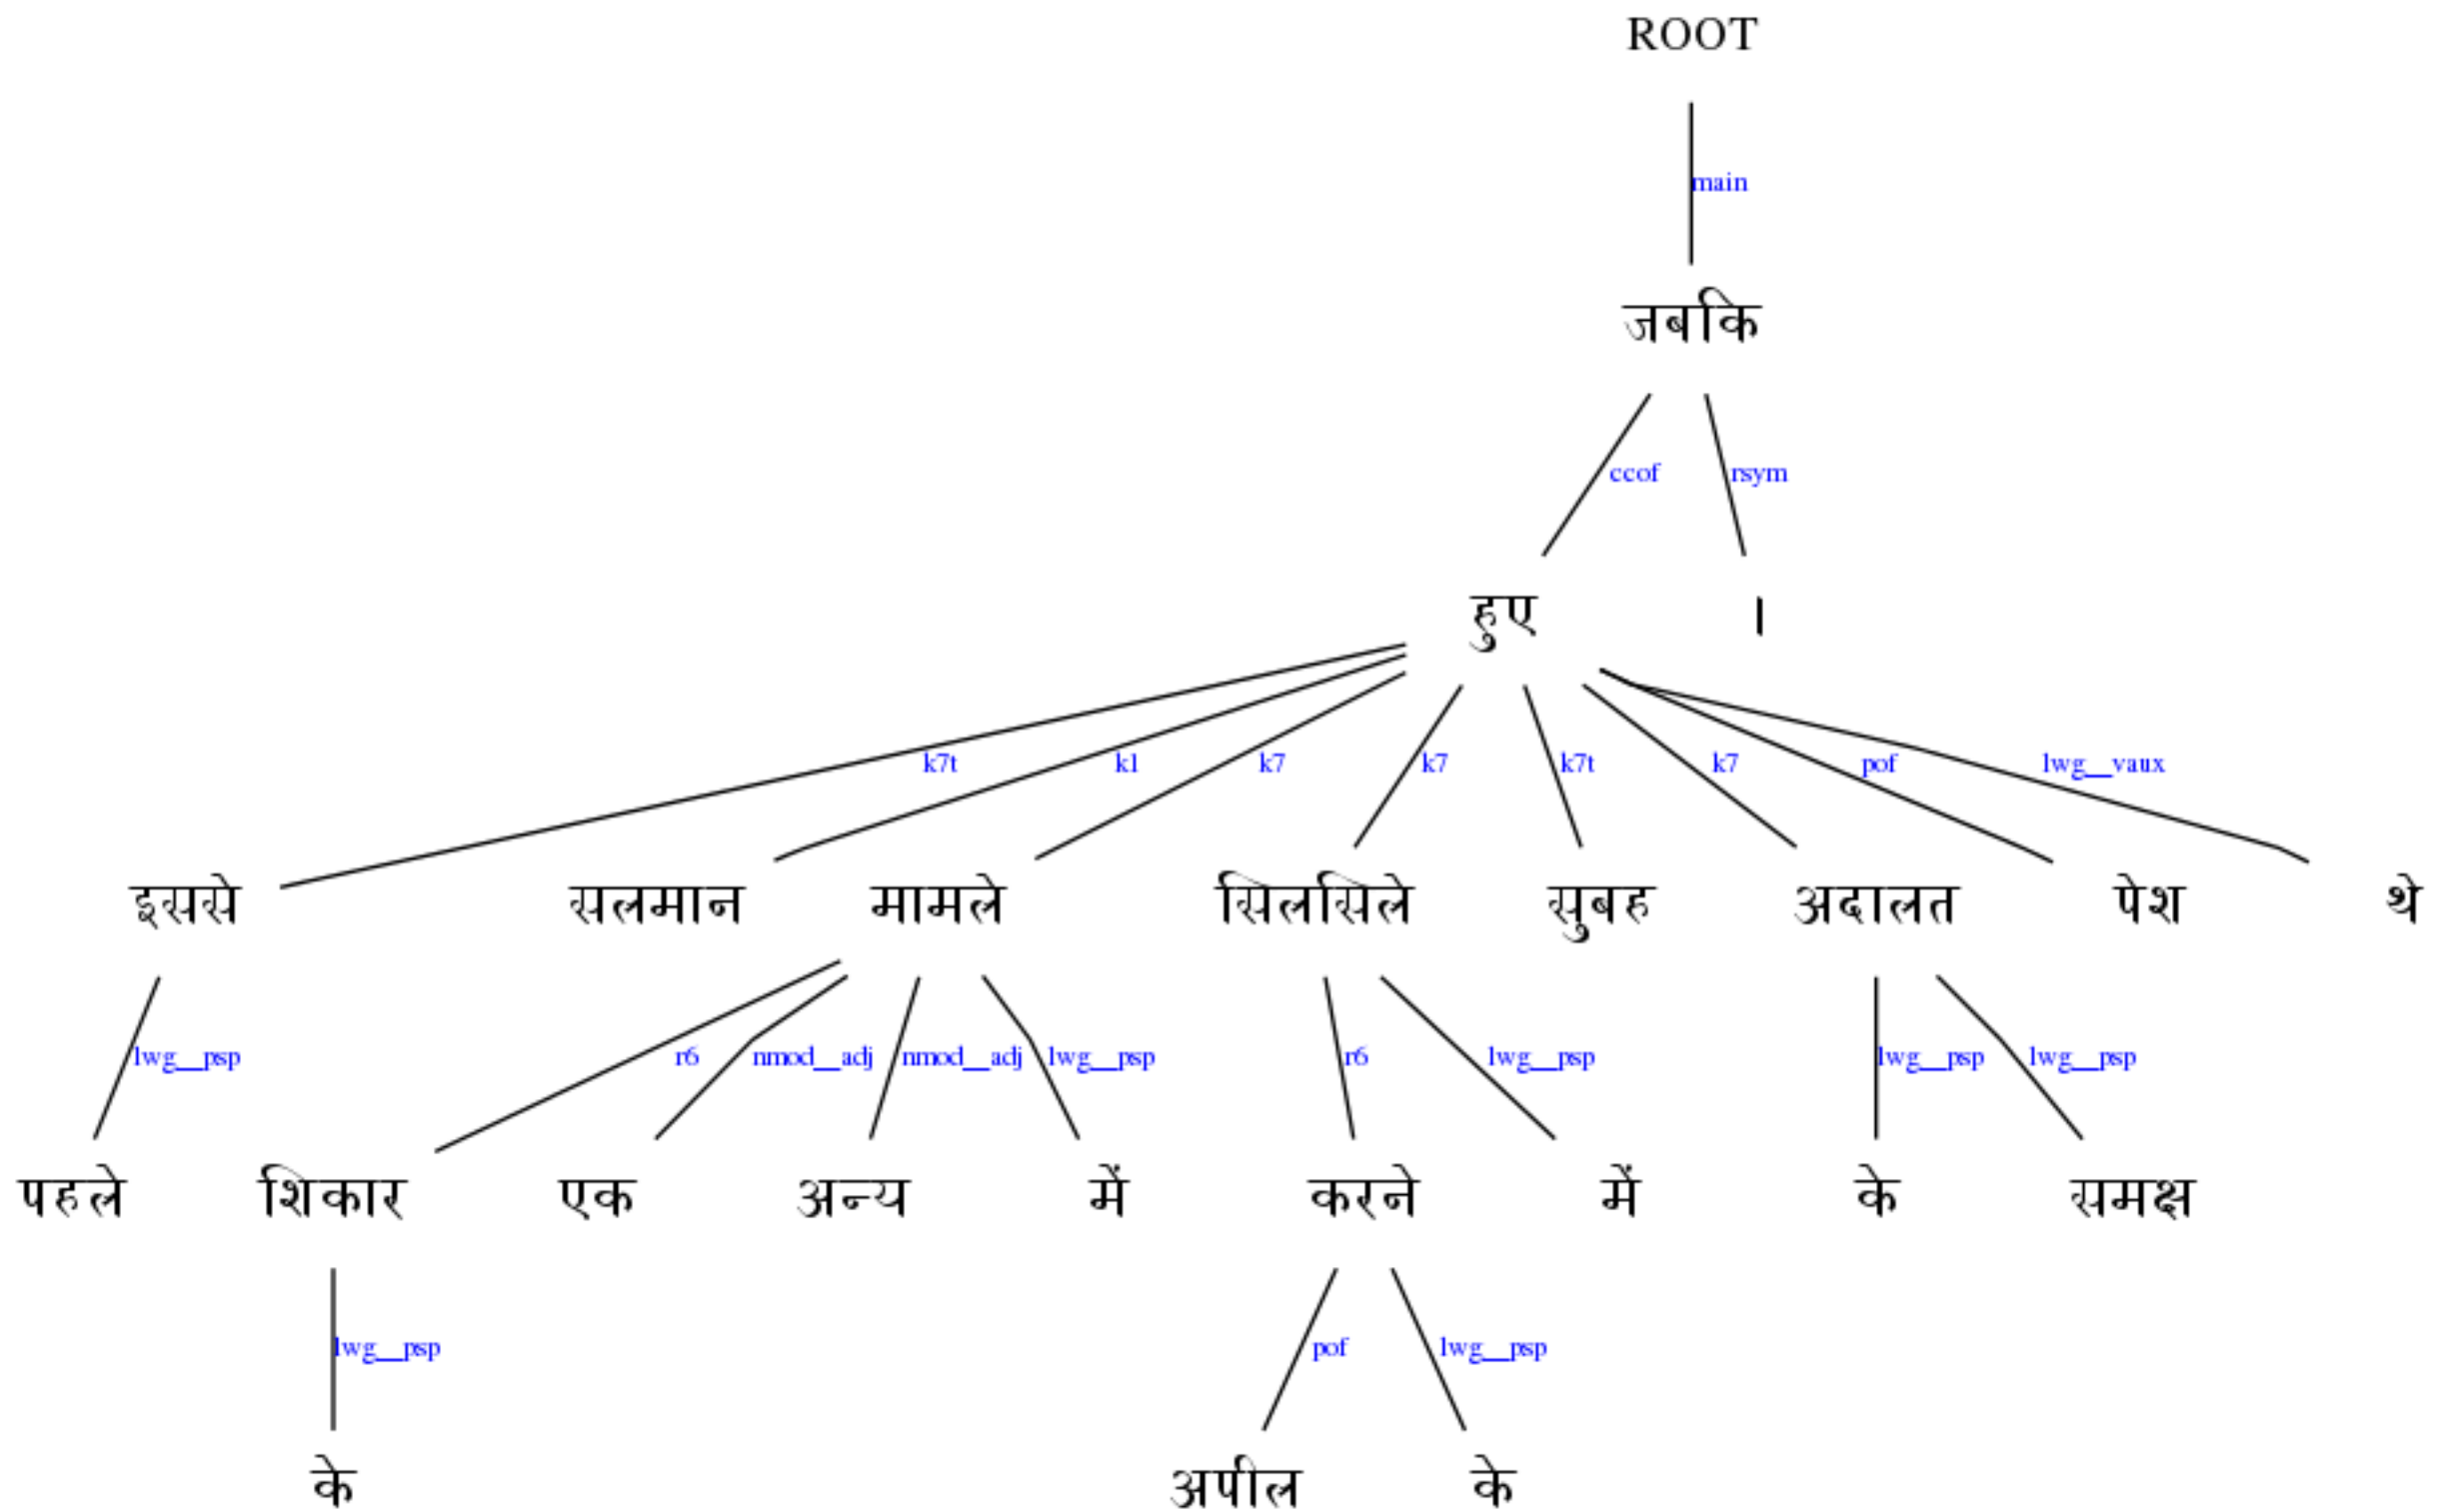 ROOT
main
जबकि
ccof rsym
हुए ।
k7t k1 k7 k7 k7t k7 pof lwg__vaux
इससे सलमान मामले सिलसिले सुबह अदालत पेश थे
lwg__psp r6 nmod__adj nmod__adj lwg__psp r6 lwg__psp lwg__psp lwg__psp
पहले शिकार एक अन्य में करने में के समक्ष
lwg__psp pof lwg__psp
के अपील के